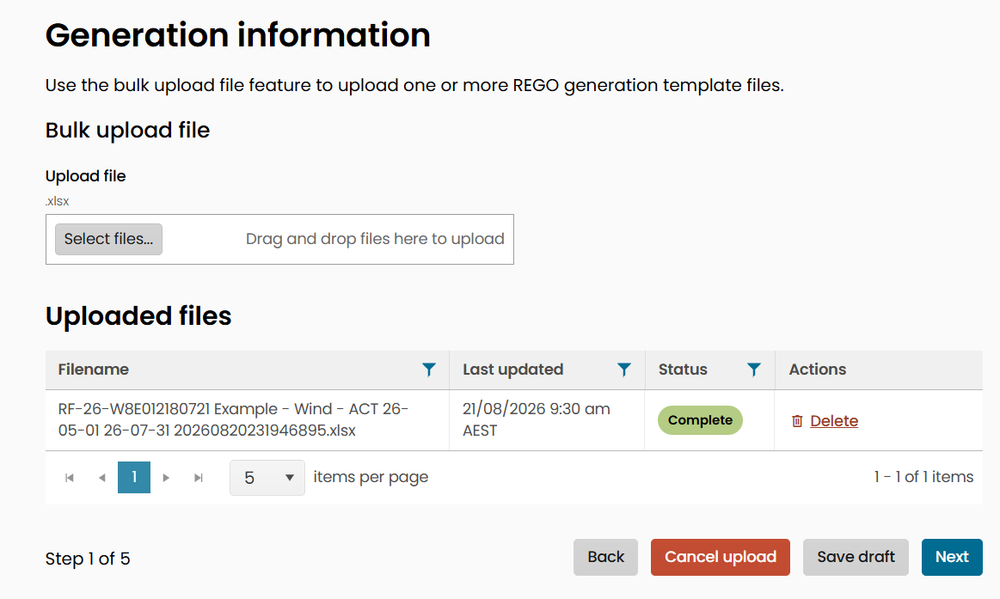 Generation information
Use the bulk upload file feature to upload one or more REGO generation template files.
Bulk upload file
Upload file
.xlsx
Select files... Drag and drop files here to upload
Uploaded files
Filename Last updated Status Actions
RF-26-W8E012180721 Example - Wind - ACT 26- 21/08/2026 9:30 am Complete Delete
05-01 26-07-31 20260820231946895.xlsx AEST
1 5 items per page 1 - 1 of 1 items
Step 1 of 5 Back Cancel upload Save draft Next